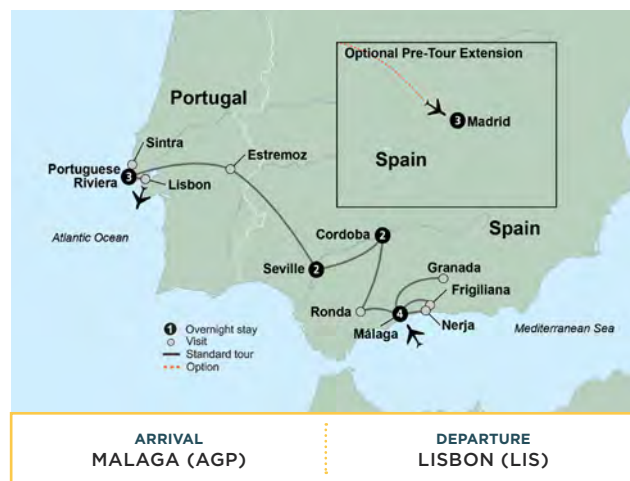 Optional Pre-Tour Extension
Portugal
3 Madrid
Sintra
Estremoz
Spain
Portuguese
Riviera
3
Lisbon
Atlantic Ocean
Cordoba 2
Spain
Seville 2
Granada
Frigiliana
Ronda
Málaga
4
Nerja
Mediterranean Sea
1 Overnight stay
Visit
Standard tour
Option
ARRIVAL
MALAGA (AGP)
DEPARTURE
LISBON (LIS)